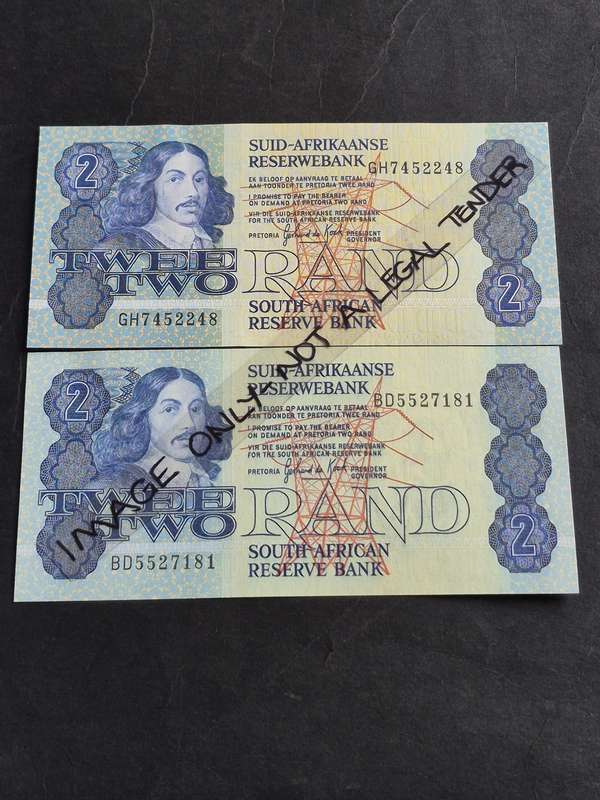 2
SUID-AFRIKAANSE
RESERWEBANK
GH7452248
EK BELOOF OP AANVRAAG TE BETAAL
AAN TOONDER TE PRETORIA TWEE RAND
I PROMISE TO PAY THE BEARER
ON DEMAND AT PRETORIA TWO RAND
VIR DIE SUID-AFRIKAANSE RESERWEBANK
FOR THE SOUTH AFRICAN RESERVE BANK
PRETORIA PRESIDENT
GOVERNOR
TWEE
TWO
RAND
2
GH7452248
SOUTH AFRICAN
RESERVE BANK
IMAGE ONLY - NOT A LEGAL TENDER
2
SUID-AFRIKAANSE
RESERWEBANK
BD5527181
EK BELOOF OP AANVRAAG TE BETAAL
AAN TOONDER TE PRETORIA TWEE RAND
I PROMISE TO PAY THE BEARER
ON DEMAND AT PRETORIA TWO RAND
VIR DIE SUID-AFRIKAANSE RESERWEBANK
FOR THE SOUTH AFRICAN RESERVE BANK
PRETORIA PRESIDENT
GOVERNOR
TWEE
TWO
RAND
2
BD5527181
SOUTH AFRICAN
RESERVE BANK